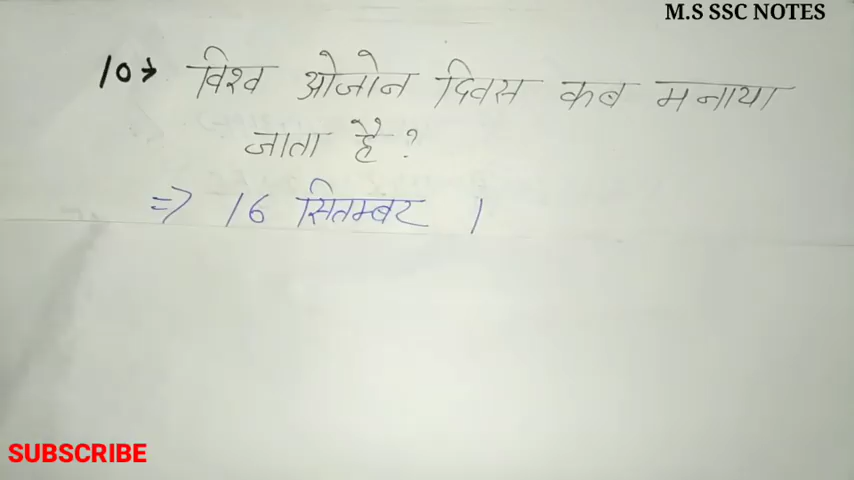 M.S SSC NOTES
10→ विश्व ओजोन दिवस कब मनाया
जाता है?
⇒ 16 सितम्बर ।
SUBSCRIBE